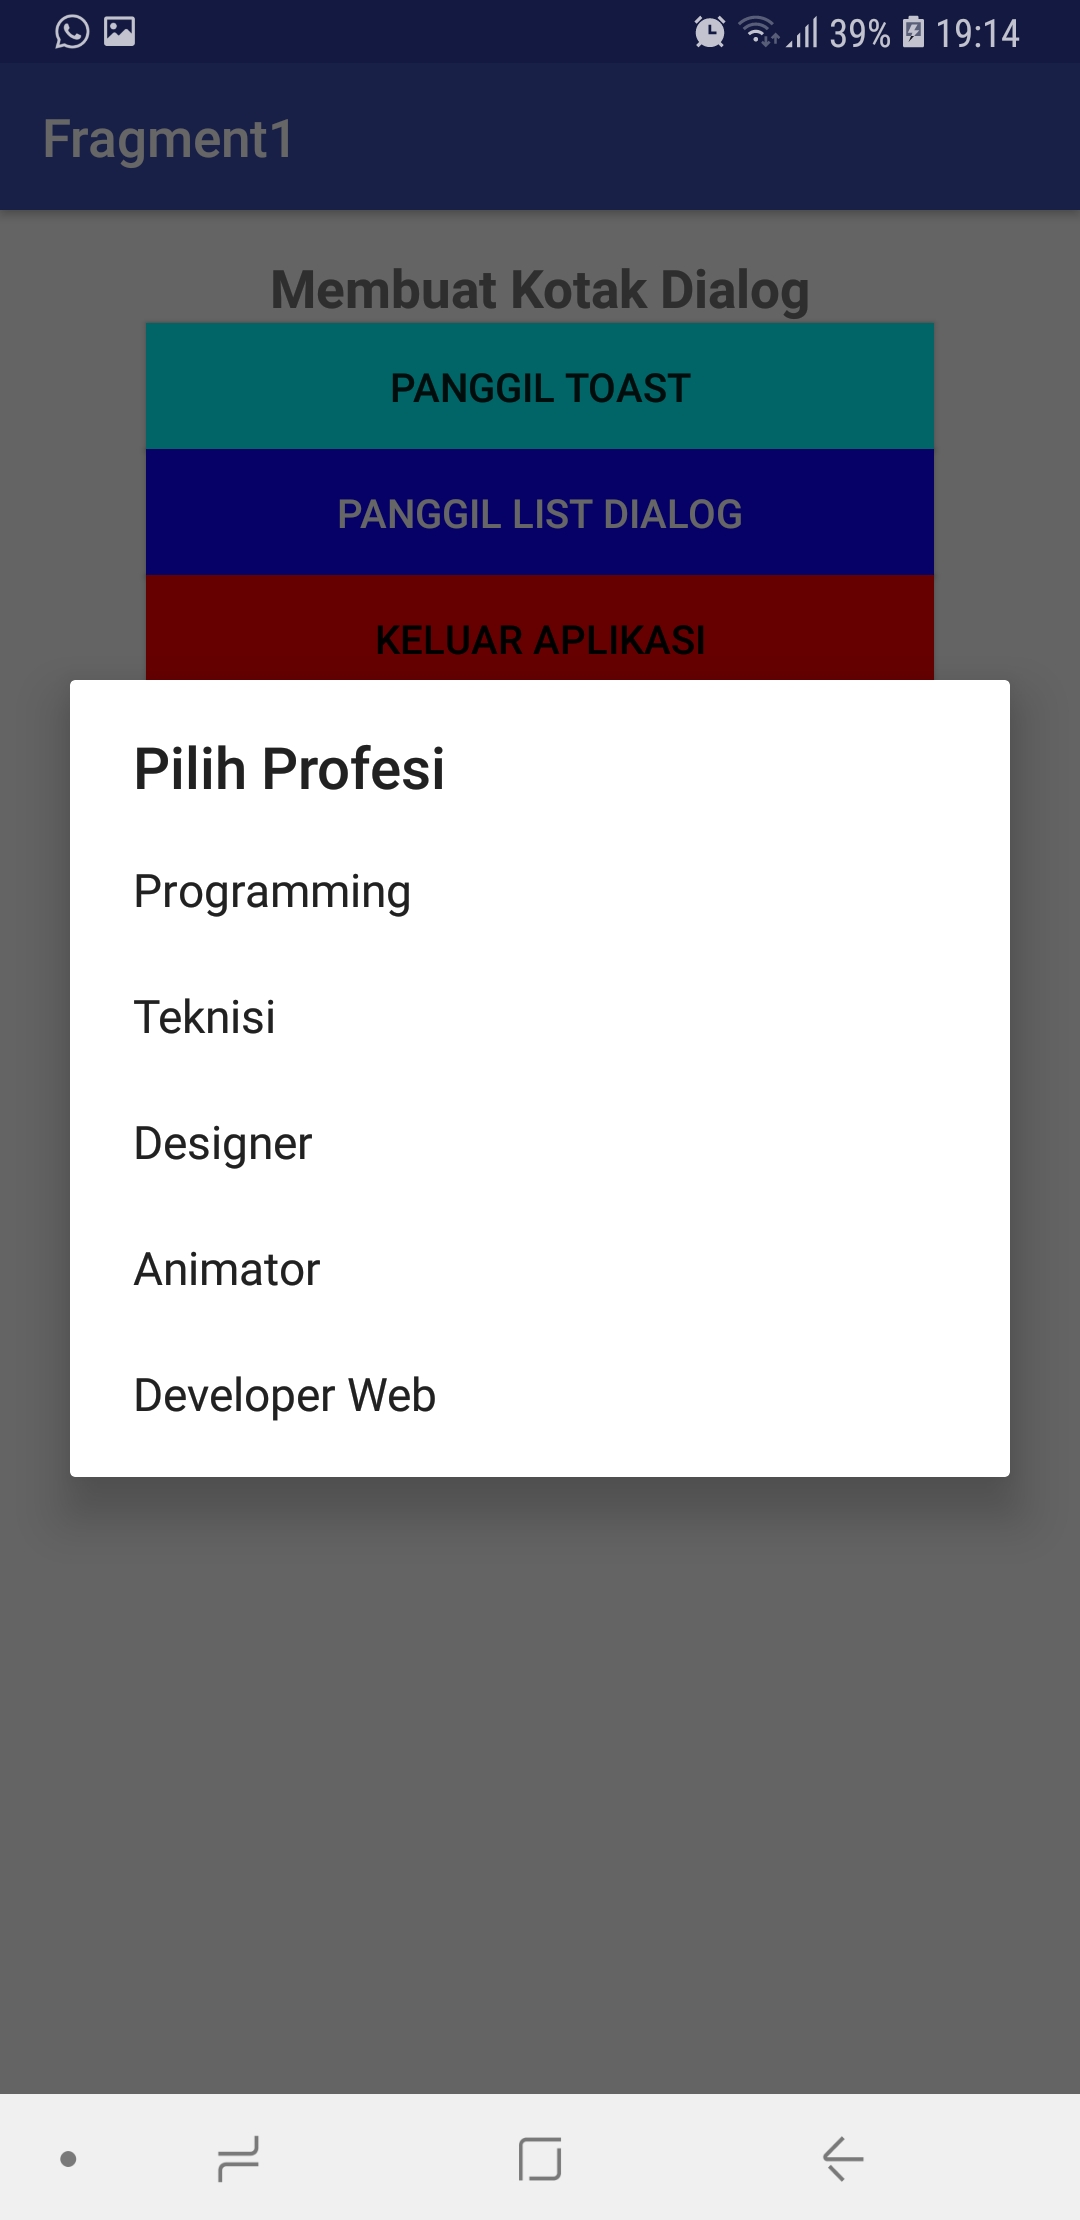 39% 19:14
Fragment1
Membuat Kotak Dialog
PANGGIL TOAST
PANGGIL LIST DIALOG
KELUAR APLIKASI
Pilih Profesi
Programming
Teknisi
Designer
Animator
Developer Web